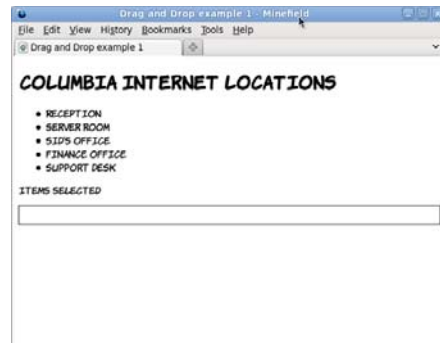 Drag and Drop example 1 - Minefield
File Edit View History Bookmarks Tools Help
Drag and Drop example 1
COLUMBIA INTERNET LOCATIONS
• RECEPTION
• SERVER ROOM
• SID'S OFFICE
• FINANCE OFFICE
• SUPPORT DESK
ITEMS SELECTED